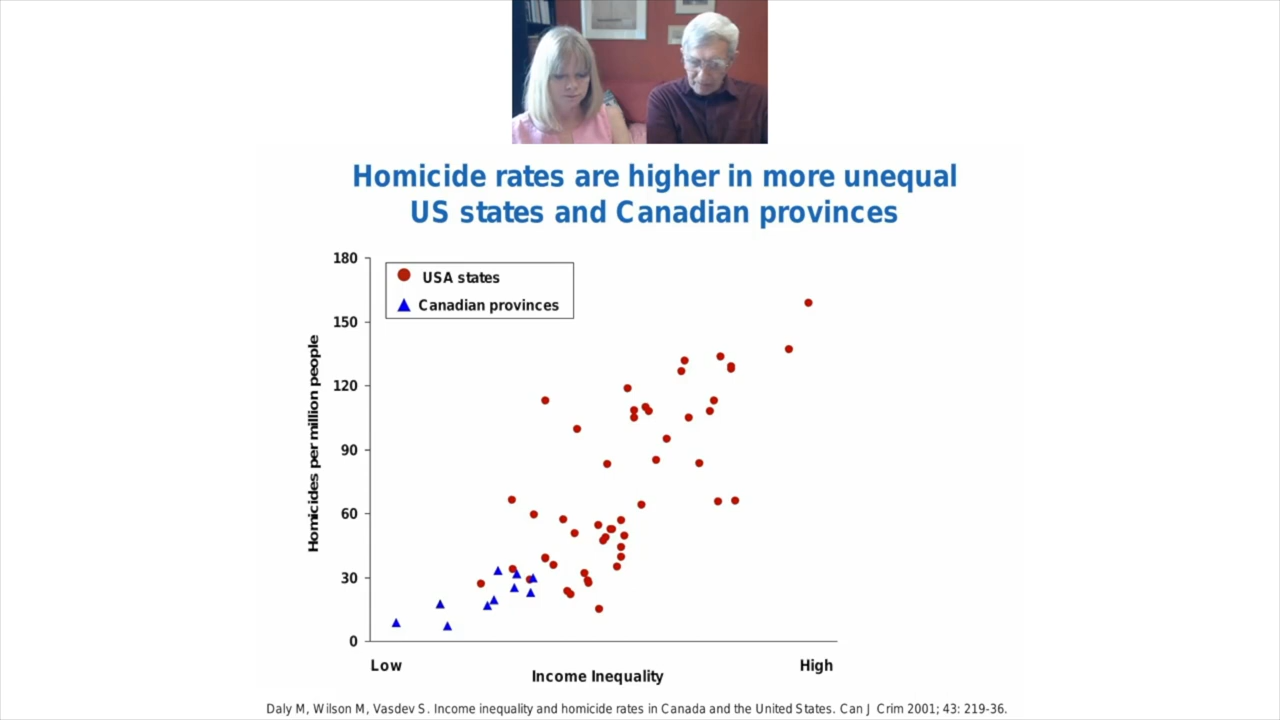 Homicide rates are higher in more unequal
US states and Canadian provinces
180
USA states
Canadian provinces
150
120
90
60
30
0
Homicides per million people
Low
High
Income Inequality
Daly M, Wilson M, Vasdev S. Income inequality and homicide rates in Canada and the United States. Can J Crim 2001; 43: 219-36.